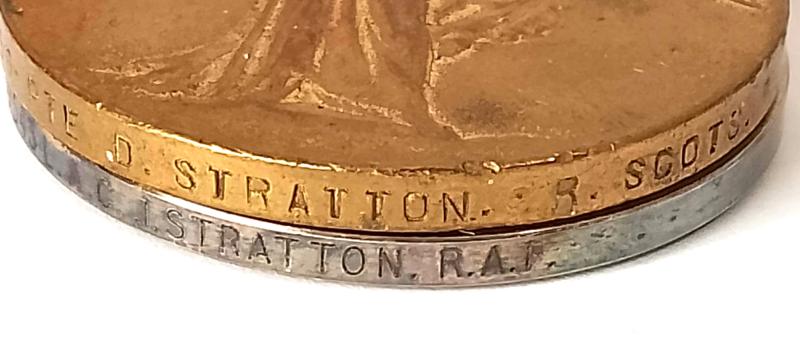 PTE D. STRATTON. R. SCOTS.
STRATTON. R.A.F.